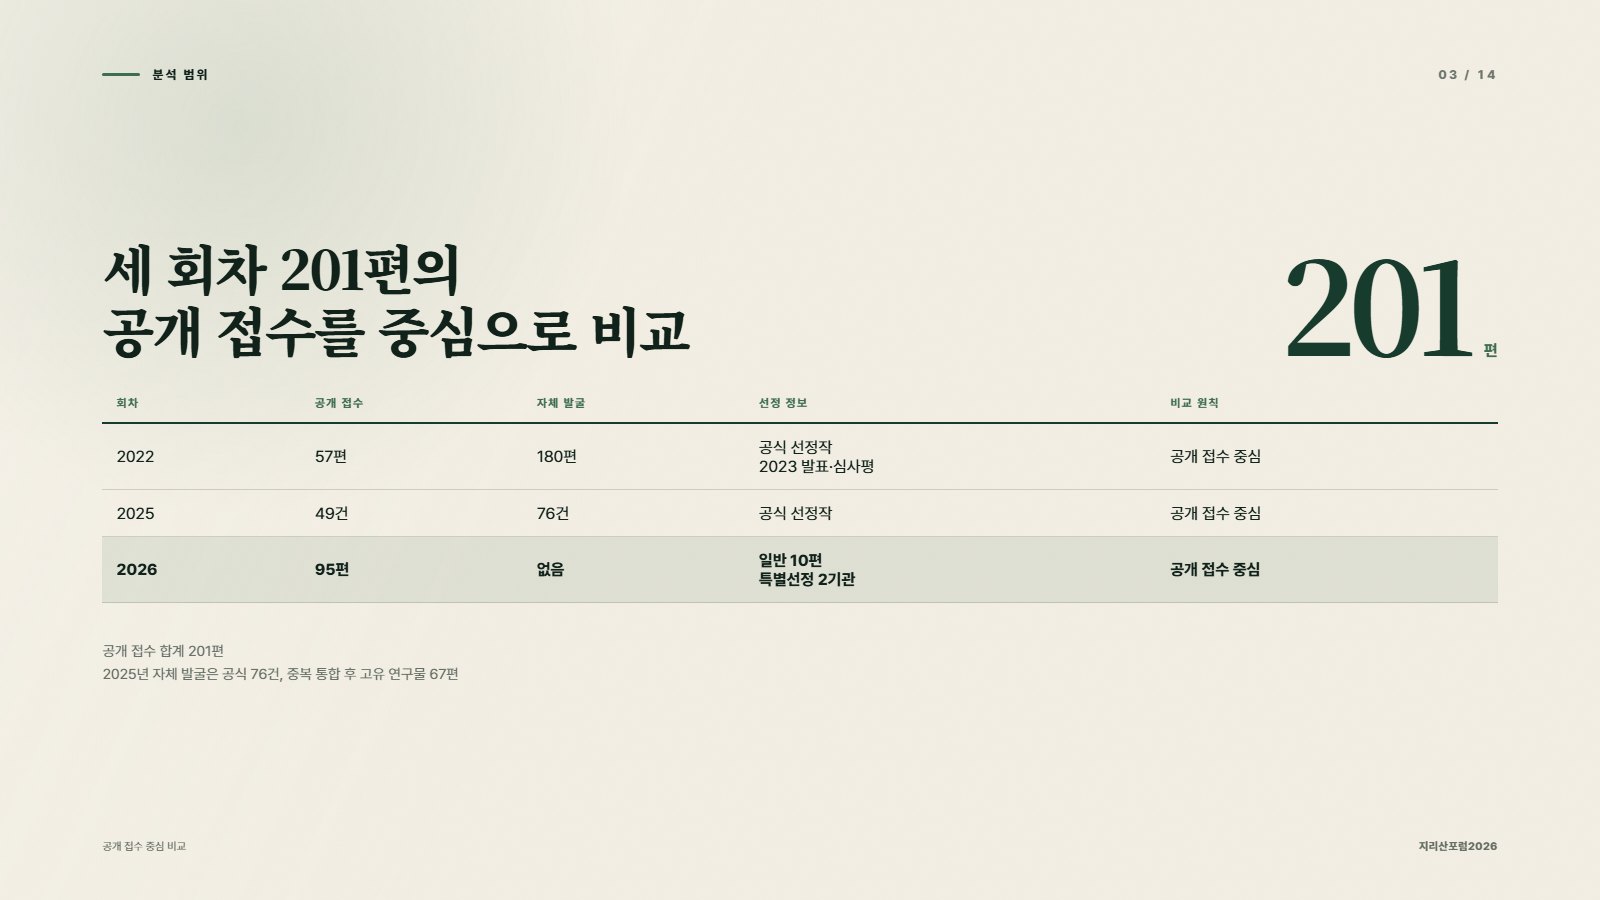 분석 범위
03 / 14
세 회차 201편의
공개 접수를 중심으로 비교
201 편
회차 공개 접수 자체 발굴 선정 정보 비교 원칙
2022 57편 180편 공식 선정작 공개 접수 중심
2023 발표·심사평
2025 49건 76건 공식 선정작 공개 접수 중심
2026 95편 없음 일반 10편 공개 접수 중심
특별선정 2기관
공개 접수 합계 201편
2025년 자체 발굴은 공식 76건, 중복 통합 후 고유 연구물 67편
공개 접수 중심 비교
지리산포럼2026